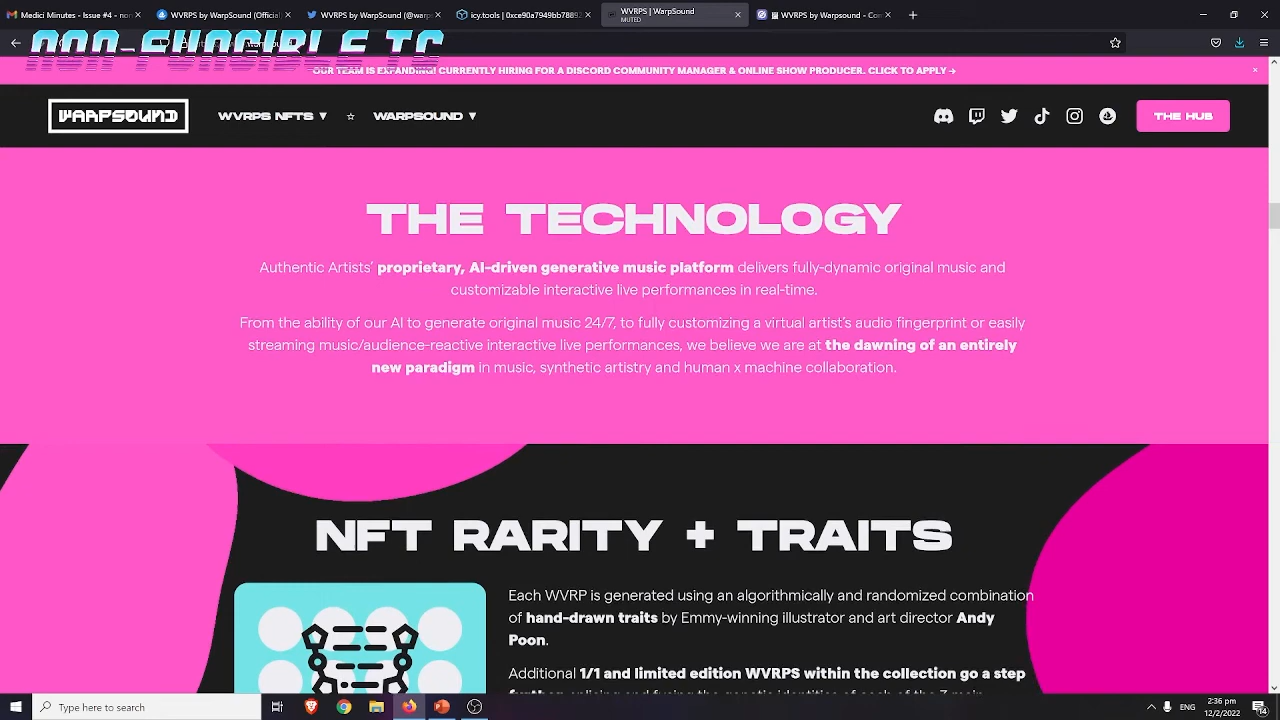 Medici Minutes - Issue #4 - non
WVRPS by WarpSound (Official
WVRPS by WarpSound (@warps
icy.tools | 0xce90a7949bb78892
WVRPS | WarpSound
MUTED
WVRPS by WarpSound - Con
NON-FUNGIBLE TC
OUR TEAM IS EXPANDING! CURRENTLY HIRING FOR A DISCORD COMMUNITY MANAGER & ONLINE SHOW PRODUCER. CLICK TO APPLY →
WARPSOUND
WVRPS NFTS ▼
WARPSOUND ▼
THE HUB
THE TECHNOLOGY
Authentic Artists' proprietary, AI-driven generative music platform delivers fully-dynamic original music and
customizable interactive live performances in real-time.
From the ability of our AI to generate original music 24/7, to fully customizing a virtual artist's audio fingerprint or easily
streaming music/audience-reactive interactive live performances, we believe we are at the dawning of an entirely
new paradigm in music, synthetic artistry and human x machine collaboration.
NFT RARITY + TRAITS
Each WVRP is generated using an algorithmically and randomized combination
of hand-drawn traits by Emmy-winning illustrator and art director Andy
Poon.
Additional 1/1 and limited edition WVRPS within the collection go a step
Type here to search
ENG
2:36 pm
12/2/2022